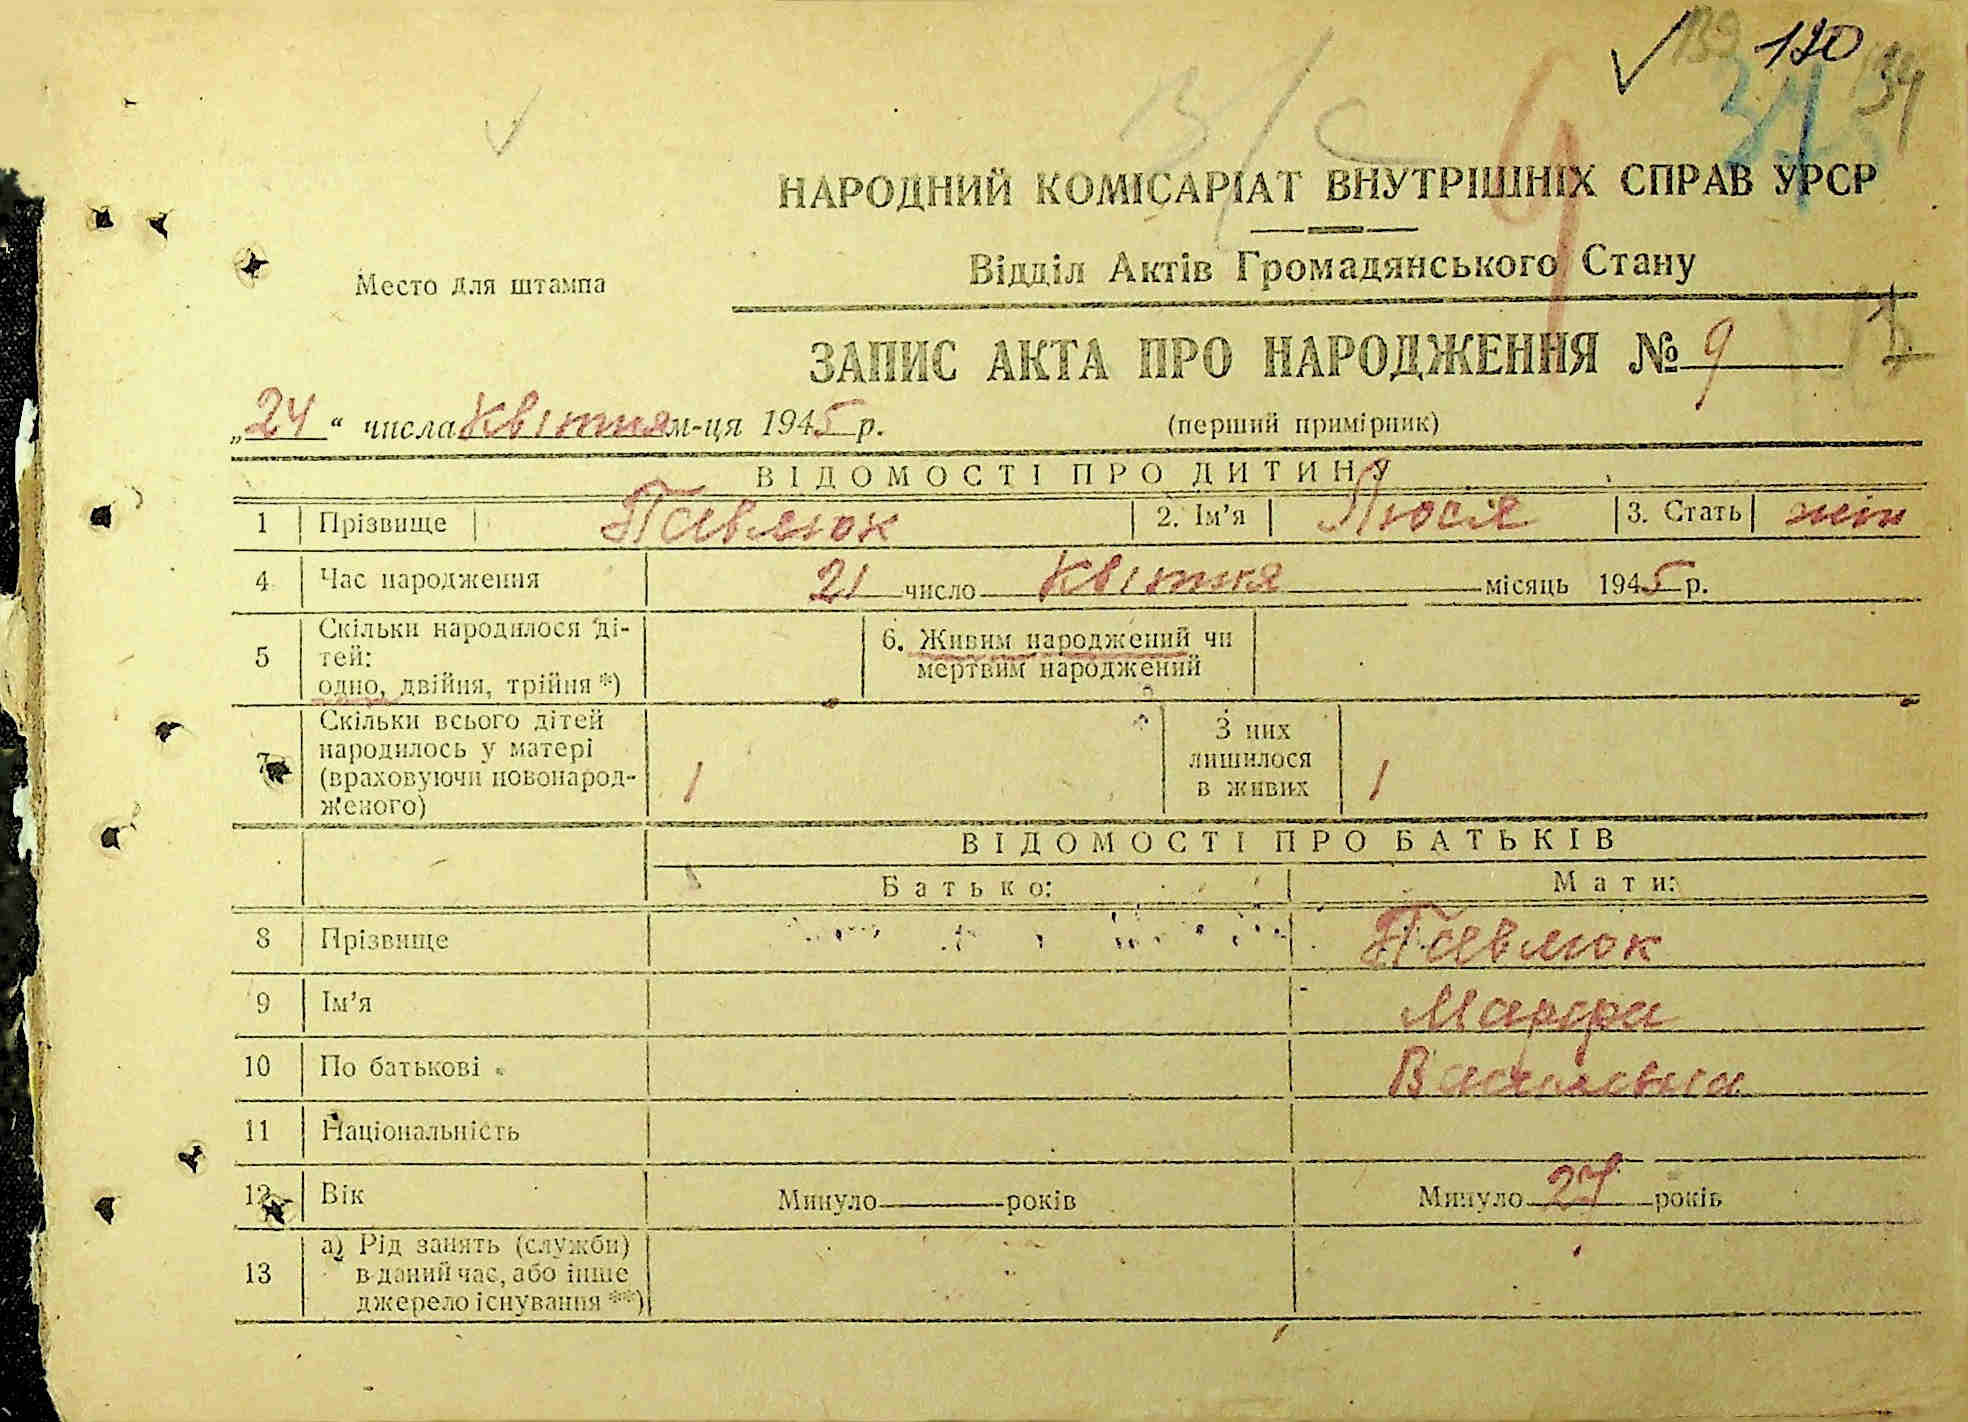 120
НАРОДНИЙ КОМІСАРІАТ ВНУТРІШНІХ СПРАВ УРСР
Відділ Актів Громадянського Стану
Место для штампа
ЗАПИС АКТА ПРО НАРОДЖЕННЯ № 9
„24“ числа Квітня м-ця 1945 р. (перший примірник)
ВІДОМОСТІ ПРО ДИТИНУ
1 Прізвище Павлюк 2. Ім'я Люся 3. Стать жін
4 Час народження 21 число Квітня місяць 1945 р.
5 Скільки народилося ді-
тей:
одно, двійня, трійня *)
6. Живим народжений чи
мертвим народжений
7 Скільки всього дітей
народилось у матері
(враховуючи новонарод-
женого)
1
З них
лишилося
в живих
1
ВІДОМОСТІ ПРО БАТЬКІВ
Батько: Мати:
8 Прізвище Павлюк
9 Ім'я Марфа
10 По батькові Василівна
11 Національність
12 Вік Минуло років Минуло 27 років
13 а) Рід занять (служби)
в даний час, або інше
джерело існування **)